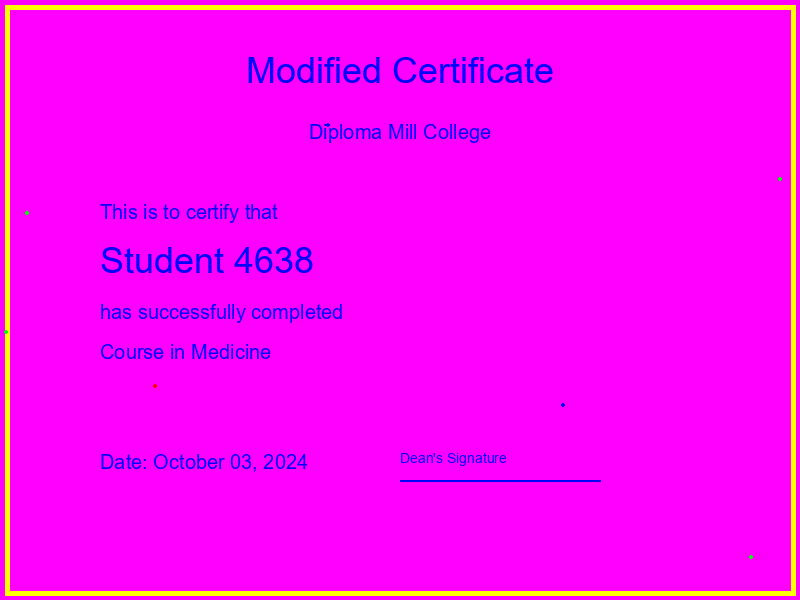 Modified Certificate
Diploma Mill College
This is to certify that
Student 4638
has successfully completed
Course in Medicine
Date: October 03, 2024
Dean's Signature